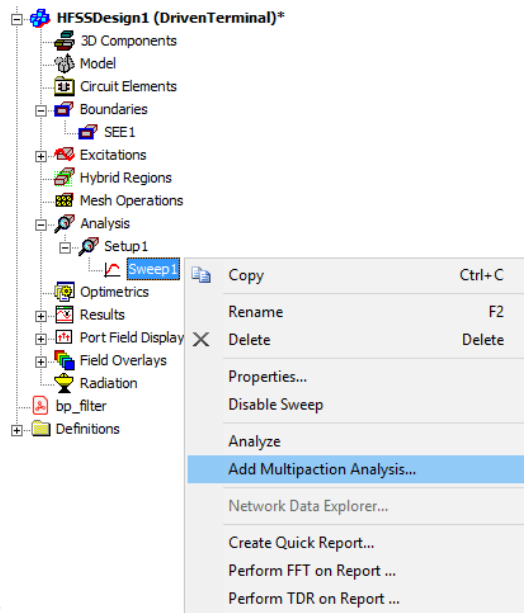 HFSSDesign1 (DrivenTerminal)*
3D Components
Model
Circuit Elements
Boundaries
SEE1
Excitations
Hybrid Regions
Mesh Operations
Analysis
Setup1
Sweep1
Optimetrics
Results
Port Field Display
Field Overlays
Radiation
bp_filter
Definitions
Copy Ctrl+C
Rename F2
Delete Delete
Properties...
Disable Sweep
Analyze
Add Multipaction Analysis...
Network Data Explorer...
Create Quick Report...
Perform FFT on Report ...
Perform TDR on Report ...